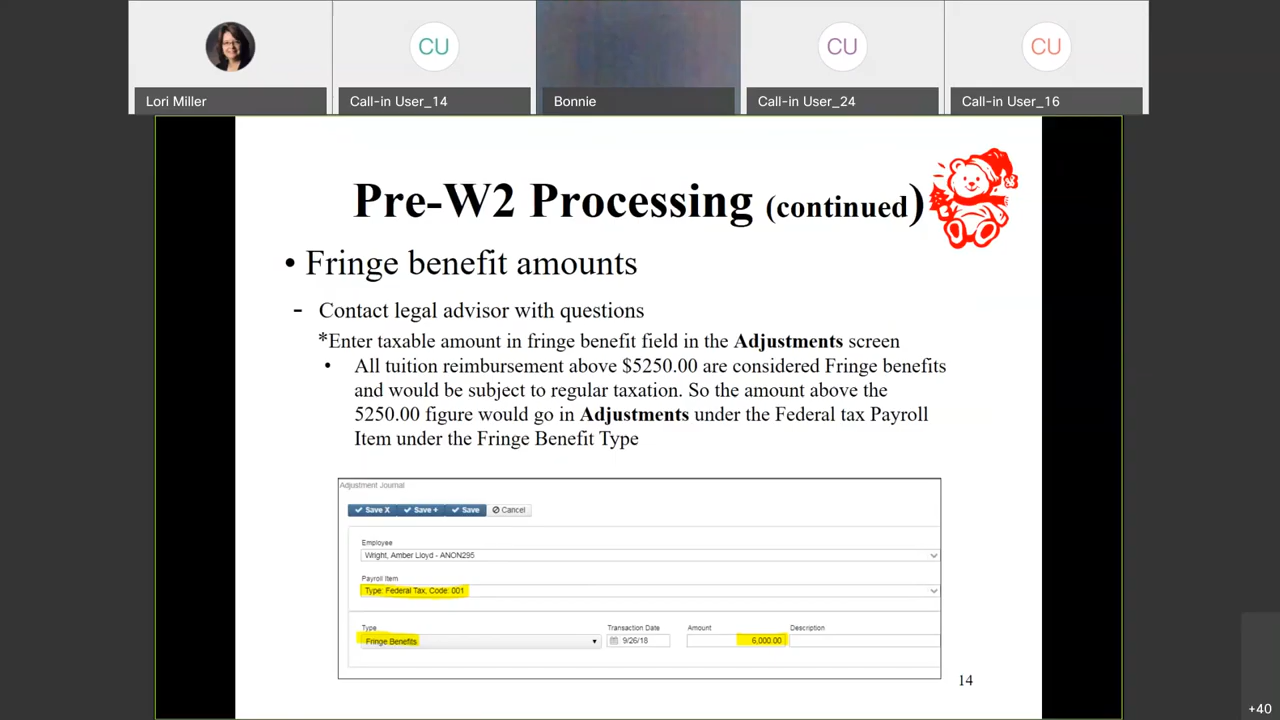 CU
CU
CU
Lori Miller
Call-in User_14
Bonnie
Call-in User_24
Call-in User_16
Pre-W2 Processing (continued)
• Fringe benefit amounts
- Contact legal advisor with questions
*Enter taxable amount in fringe benefit field in the Adjustments screen
• All tuition reimbursement above $5250.00 are considered Fringe benefits
and would be subject to regular taxation. So the amount above the
5250.00 figure would go in Adjustments under the Federal tax Payroll
Item under the Fringe Benefit Type
Adjustment Journal
Save X Save + Save Cancel
Employee
Wright, Amber Lloyd - ANON295
Payroll Item
Type: Federal Tax, Code: 001
Type Transaction Date Amount Description
Fringe Benefits 9/26/18 6,000.00
14
+40